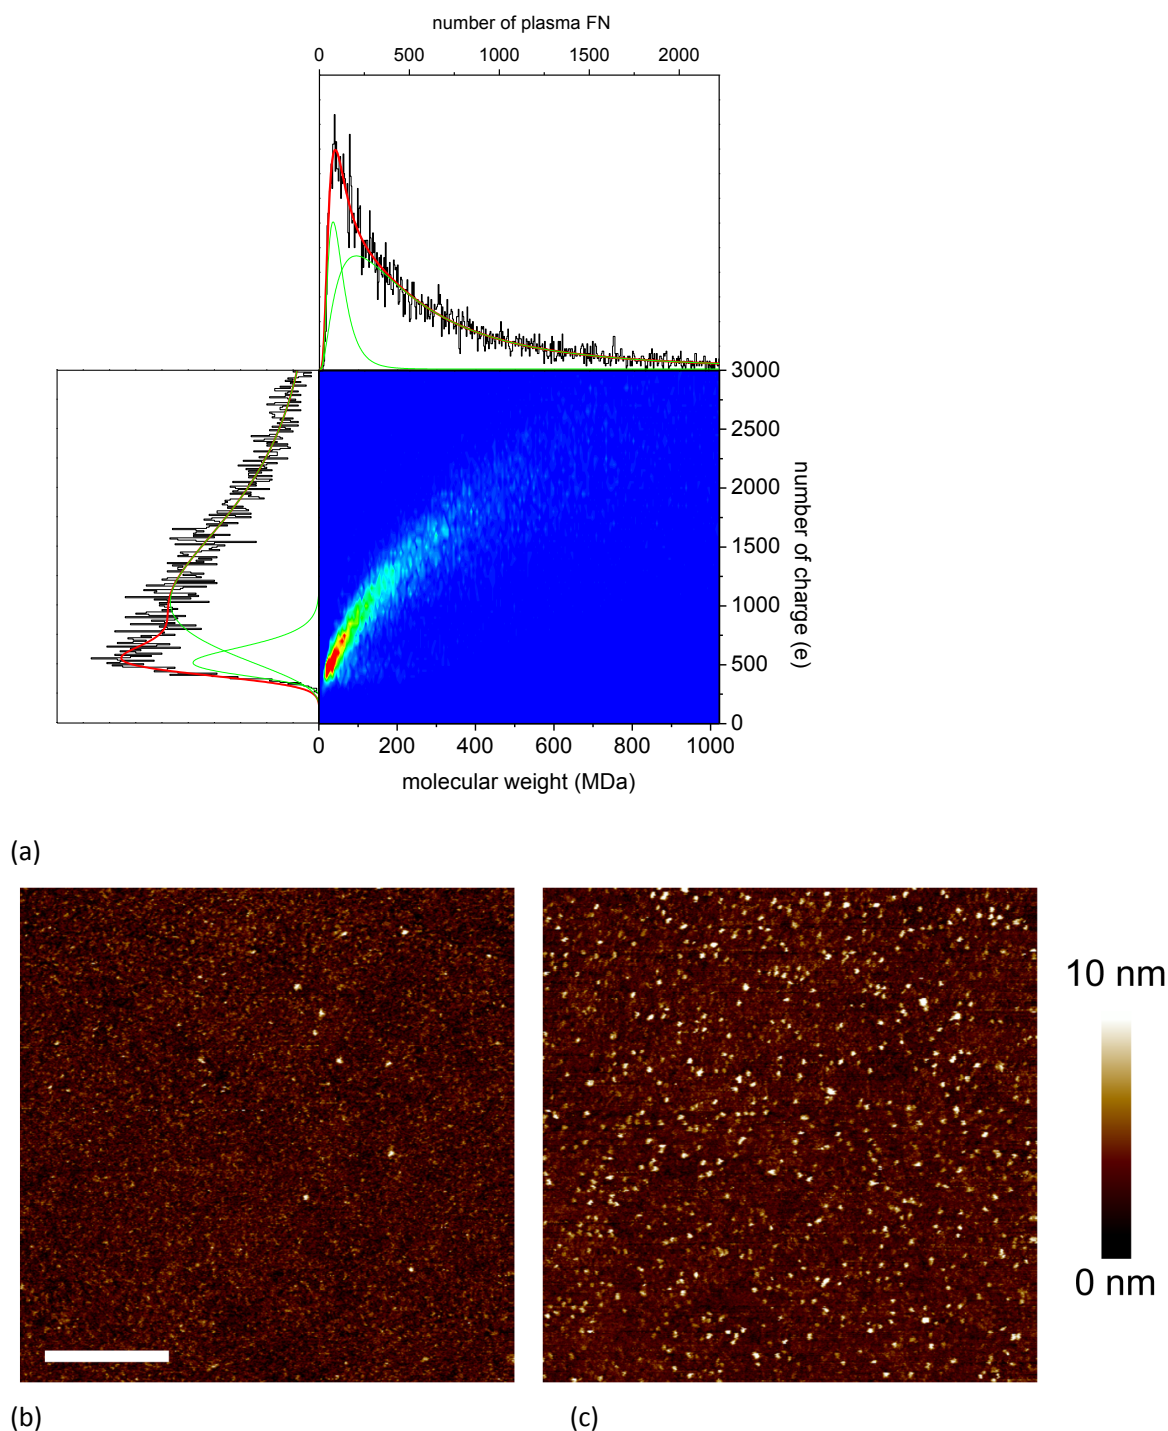 number of plasma FN
0 500 1000 1500 2000
3000
2500
2000
1500
1000
500
0
number of charge (e)
0 200 400 600 800 1000
molecular weight (MDa)
(a)
10 nm
0 nm
(b) (c)